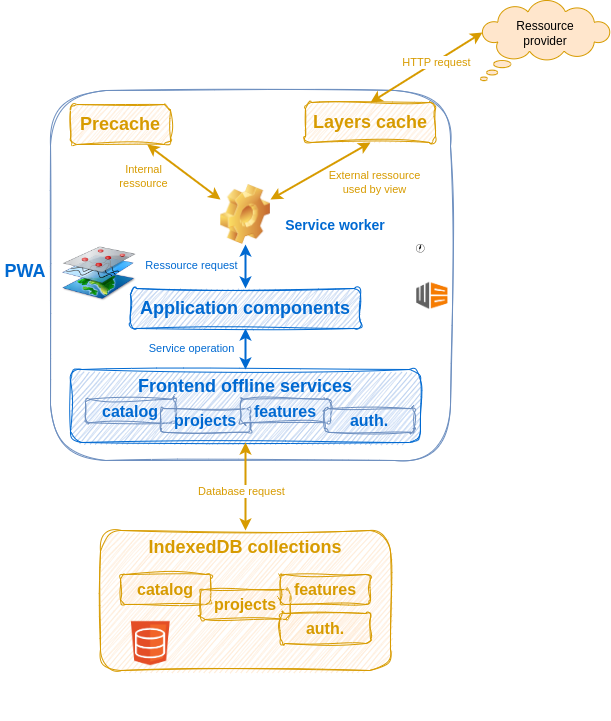 Ressource
provider
HTTP request
Precache
Layers cache
Internal
ressource
External ressource
used by view
Service worker
PWA
Ressource request
Application components
Service operation
Frontend offline services
catalog
projects
features
auth.
Database request
IndexedDB collections
catalog
projects
features
auth.